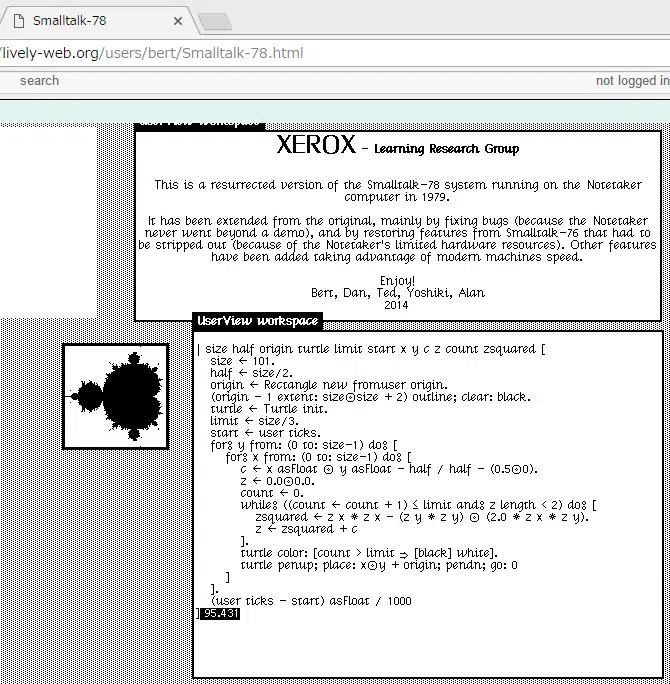 Smalltalk-78
/lively-web.org/users/bert/Smalltalk-78.html
search not logged in
UserView workspace
XEROX - Learning Research Group
This is a resurrected version of the Smalltalk-78 system running on the Notetaker
computer in 1979.
It has been extended from the original, mainly by fixing bugs (because the Notetaker
never went beyond a demo), and by restoring features from Smalltalk-76 that had to
be stripped out (because of the Notetaker's limited hardware resources). Other features
have been added taking advantage of modern machines speed.
Enjoy!
Bert, Dan, Ted, Yoshiki, Alan
2014
UserView workspace
| size half origin turtle limit start x y c z count zsquared [
size ← 101.
half ← size/2.
origin ← Rectangle new fromuser origin.
(origin - 1 extent: size⊙size + 2) outline; clear: black.
turtle ← Turtle init.
limit ← size/3.
start ← user ticks.
for⦂ y from: (0 to: size-1) do⦂ [
for⦂ x from: (0 to: size-1) do⦂ [
c ← x asFloat ⊙ y asFloat - half / half - (0.5⊙0).
z ← 0.0⊙0.0.
count ← 0.
while⦂ ((count ← count + 1) ≤ limit and⦂ z length < 2) do⦂ [
zsquared ← z x * z x - (z y * z y) ⊙ (2.0 * z x * z y).
z ← zsquared + c
].
turtle color: [count > limit ⇒ [black] white].
turtle penup; place: x⊙y + origin; pendn; go: 0
]
].
(user ticks - start) asFloat / 1000
] 95.431